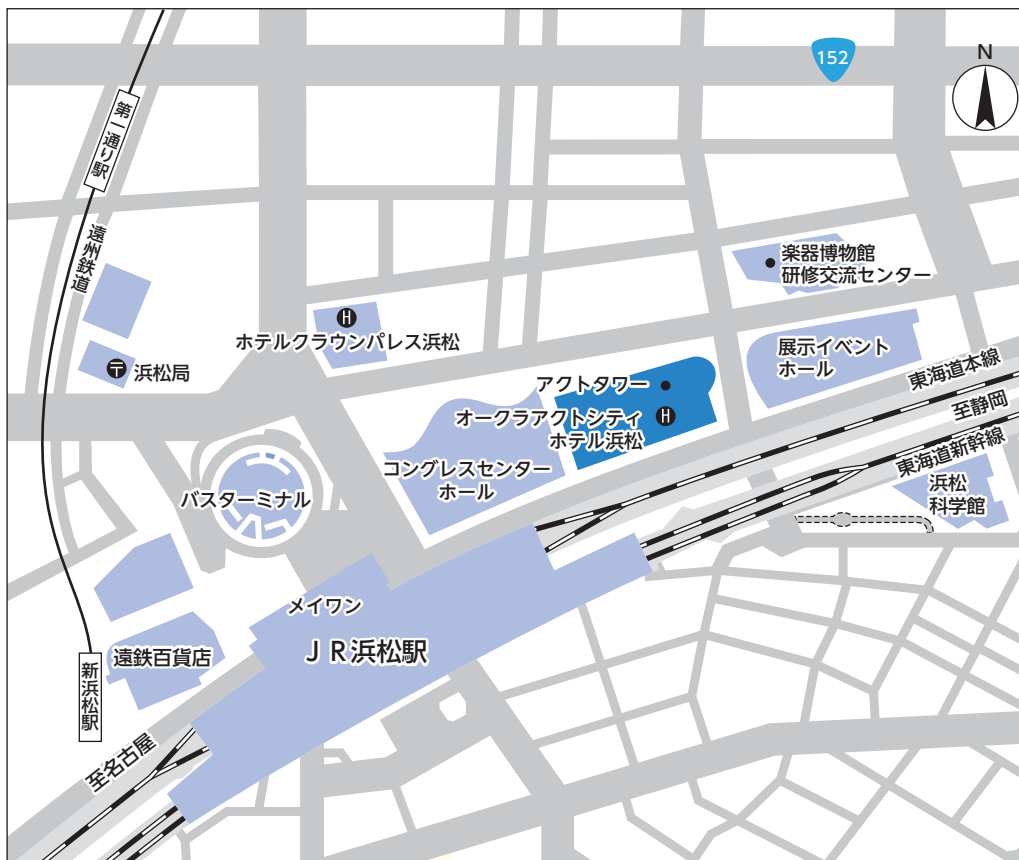 152
N
第一通り駅
遠州鉄道
楽器博物館
研修交流センター
H
ホテルクラウンパレス浜松
〒
浜松局
展示イベント
ホール
東海道本線
アクトタワー
至静岡
オークラアクトシティ
H
ホテル浜松
東海道新幹線
コングレスセンター
ホール
浜松
科学館
バスターミナル
メイワン
JR浜松駅
遠鉄百貨店
新浜松駅
至名古屋